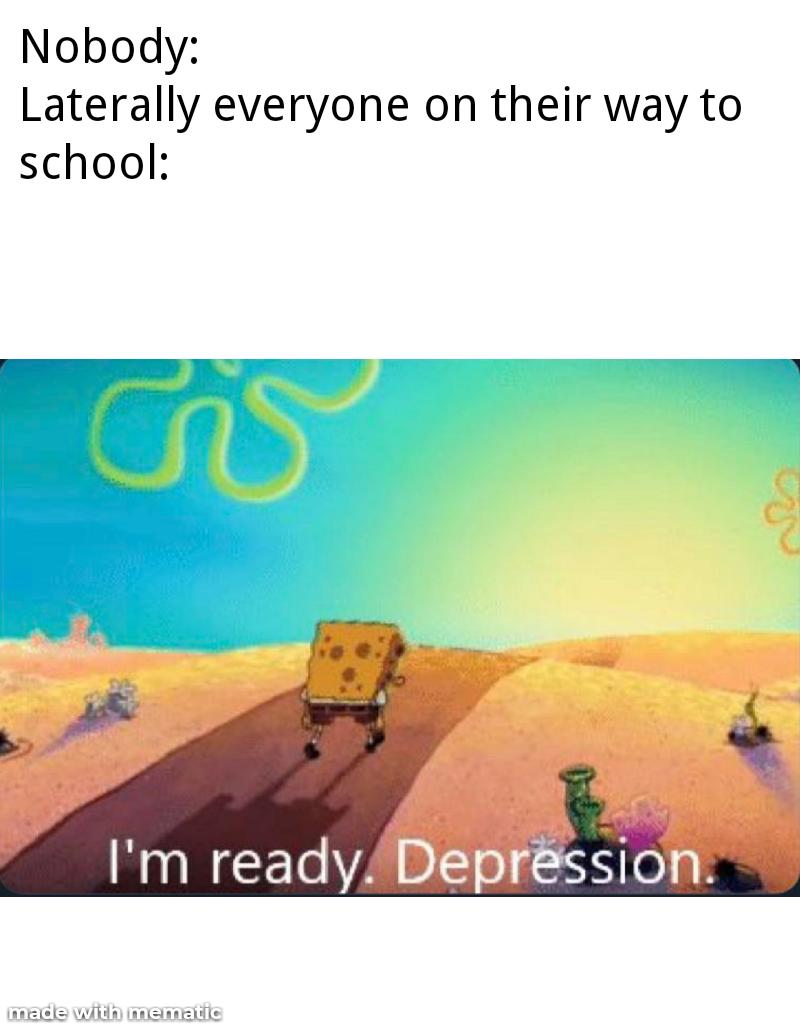 Nobody:
Laterally everyone on their way to
school:
I'm ready. Depression.
made with mematic